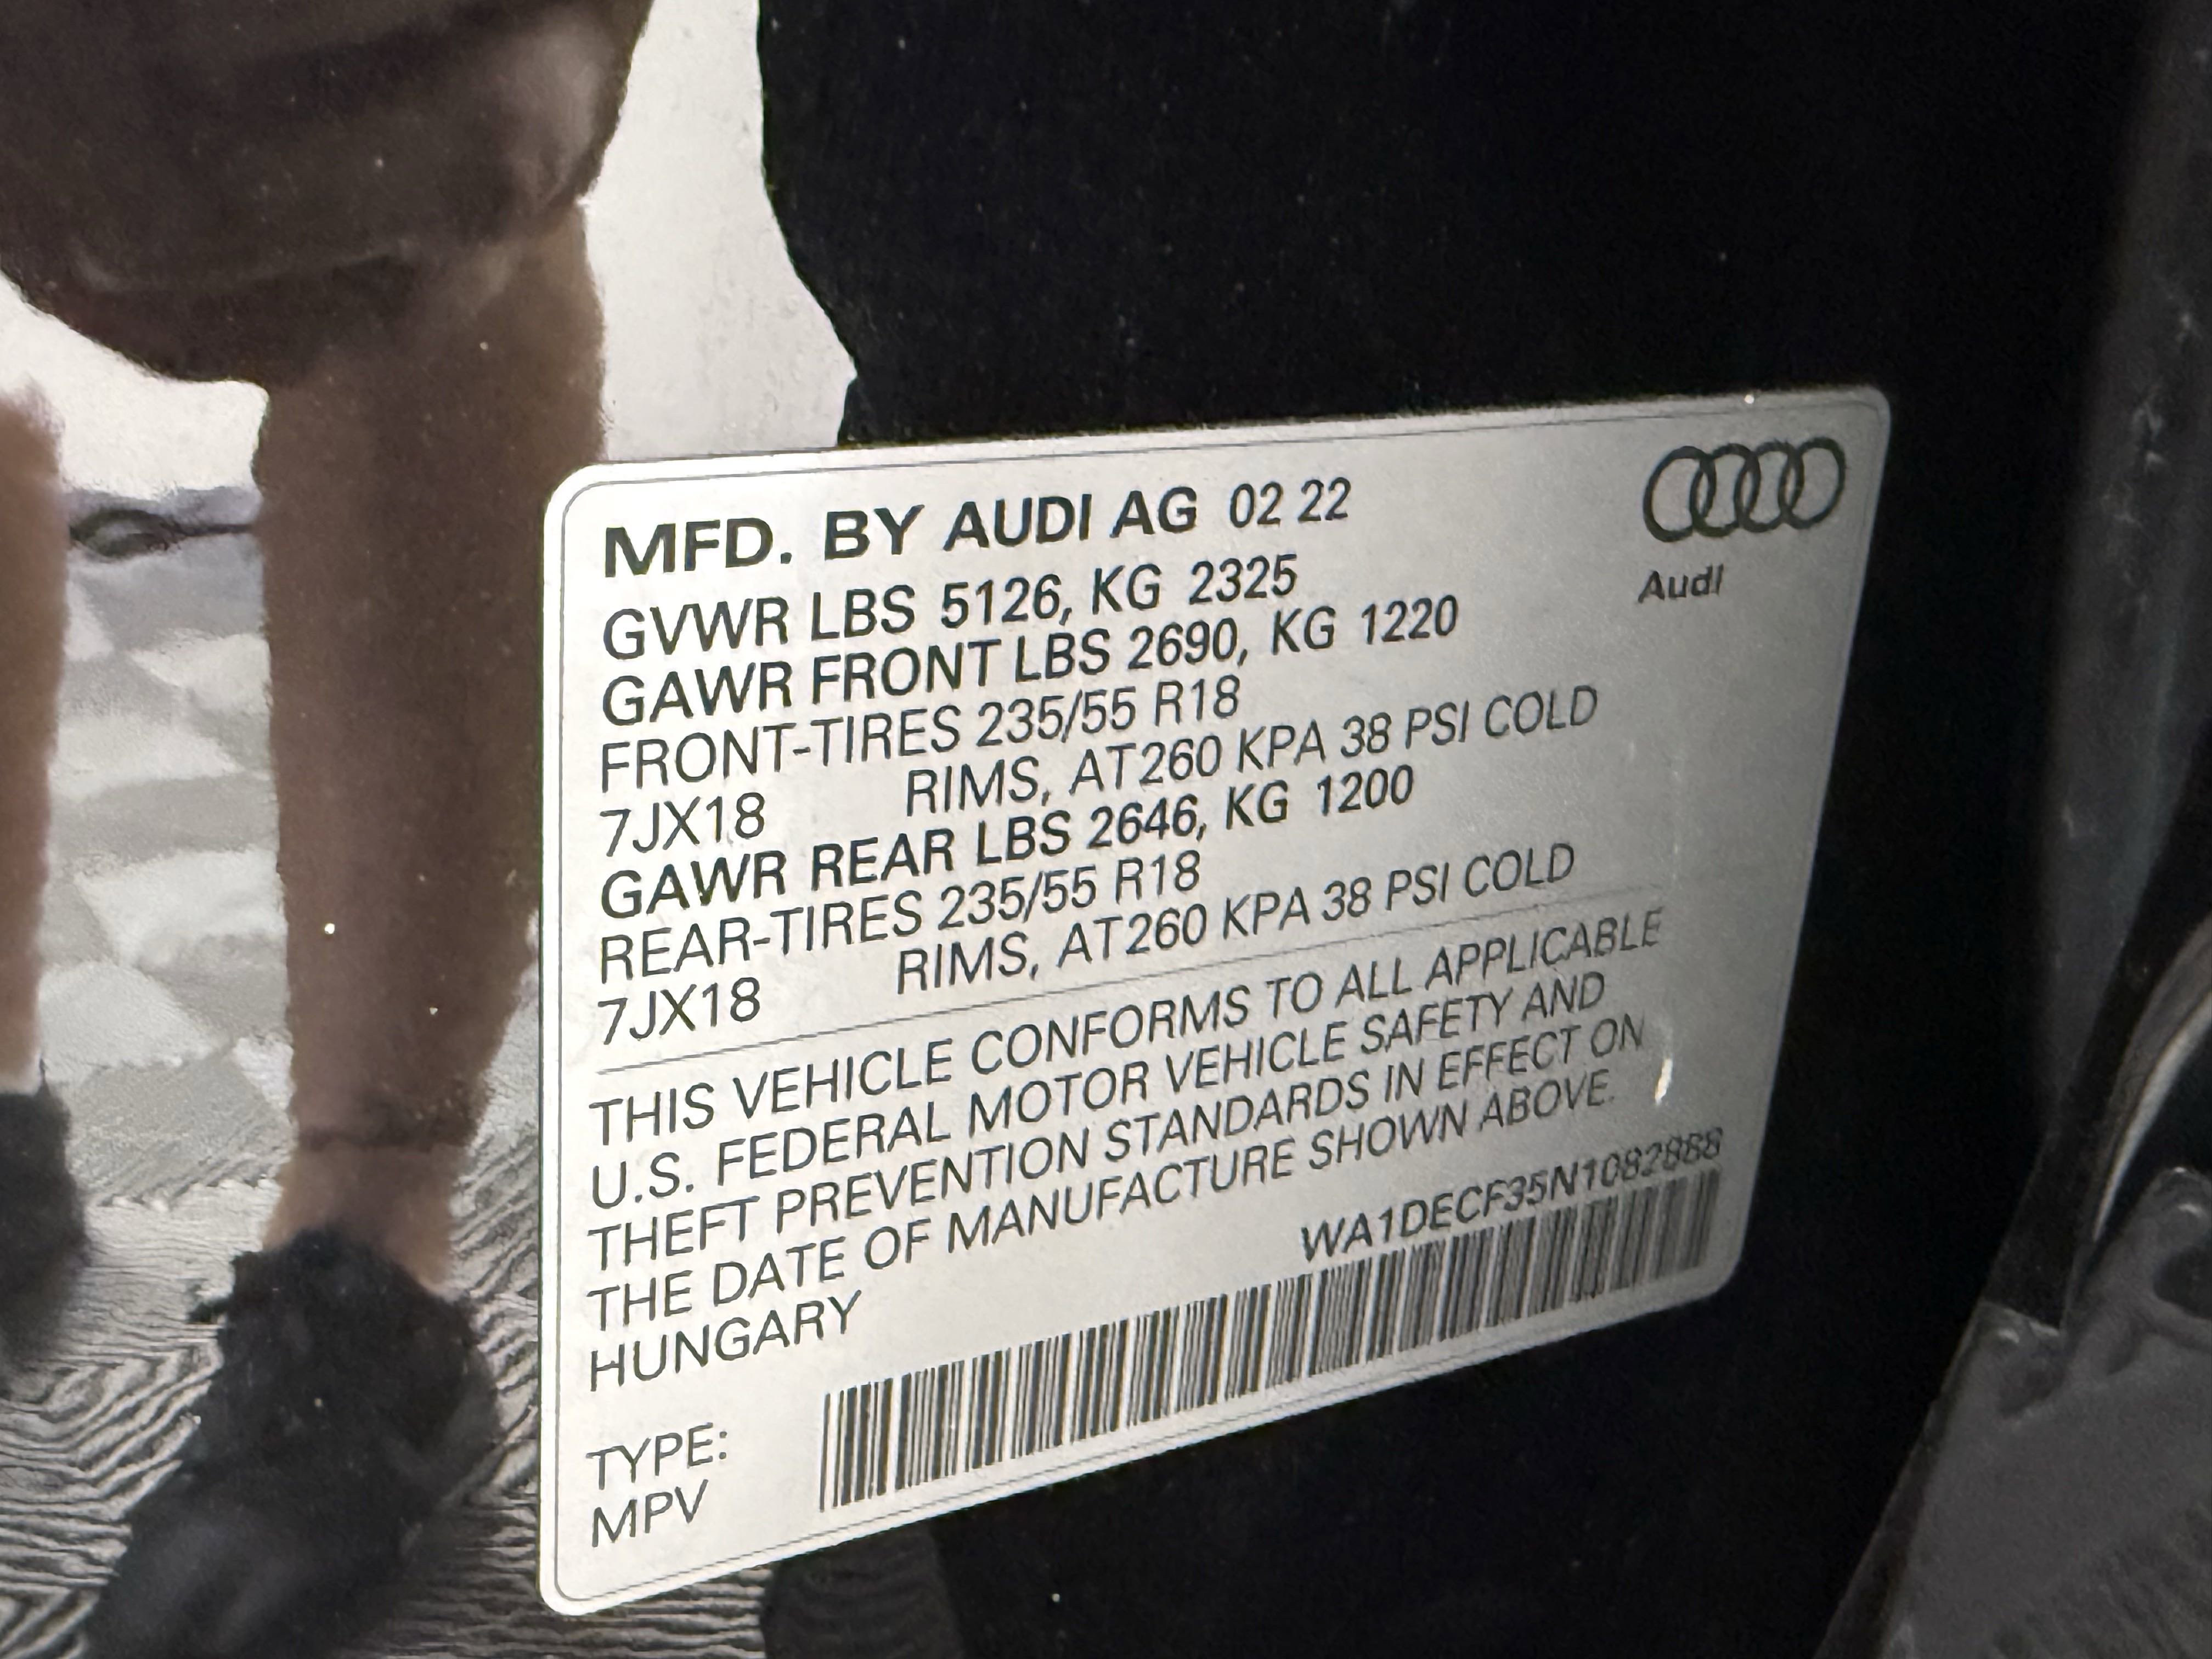 MFD. BY AUDI AG 02 22
Audi
GVWR LBS 5126, KG 2325
GAWR FRONT LBS 2690, KG 1220
FRONT-TIRES 235/55 R18
7JX18 RIMS, AT260 KPA 38 PSI COLD
GAWR REAR LBS 2646, KG 1200
REAR-TIRES 235/55 R18
7JX18 RIMS, AT260 KPA 38 PSI COLD
THIS VEHICLE CONFORMS TO ALL APPLICABLE
U.S. FEDERAL MOTOR VEHICLE SAFETY AND
THEFT PREVENTION STANDARDS IN EFFECT ON
THE DATE OF MANUFACTURE SHOWN ABOVE.
HUNGARY
WA1DECF35N1082888
TYPE:
MPV